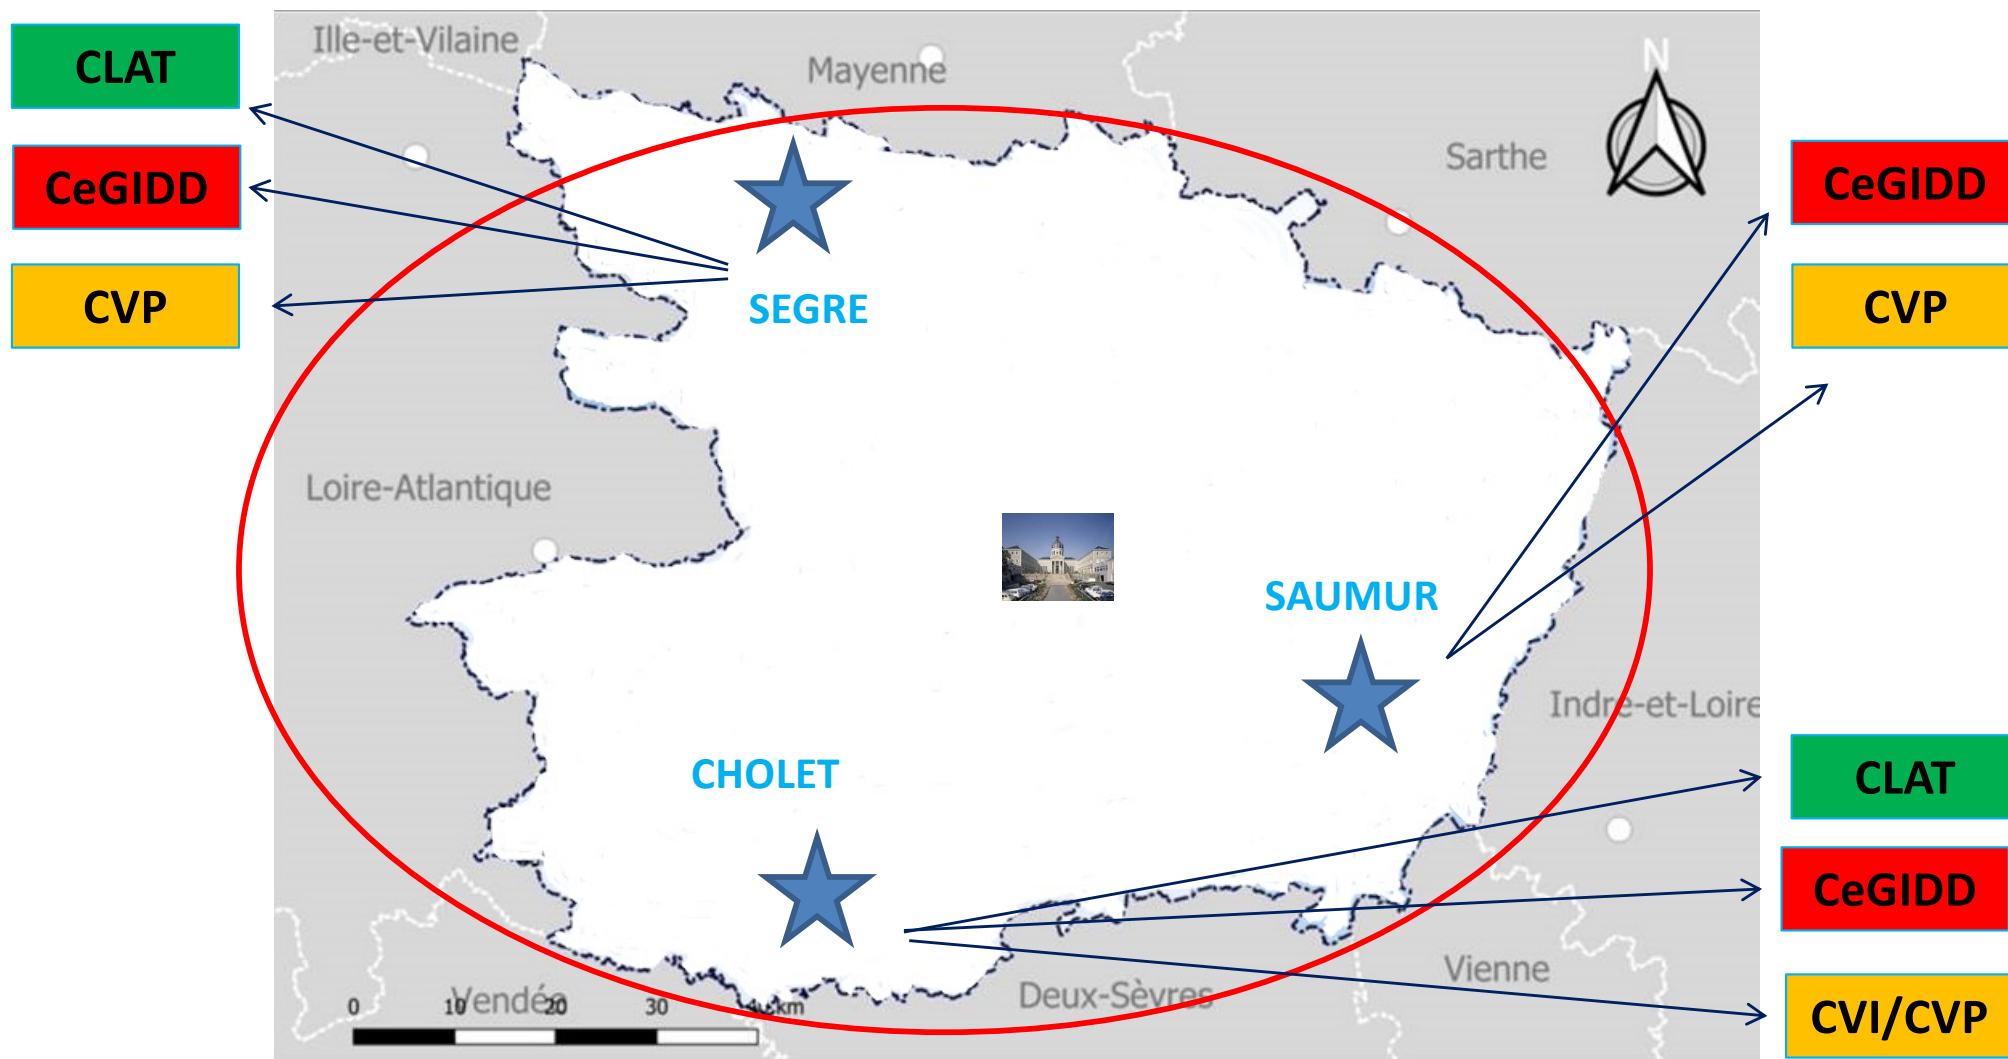 CLAT
CeGIDD
CVP
Ille-et-Vilaine
Mayenne
N
Sarthe
CeGIDD
CVP
SEGRE
Loire-Atlantique
SAUMUR
Indre-et-Loire
CHOLET
CLAT
CeGIDD
CVI/CVP
Vendée
Deux-Sèvres
Vienne
0 10 20 30 40 km